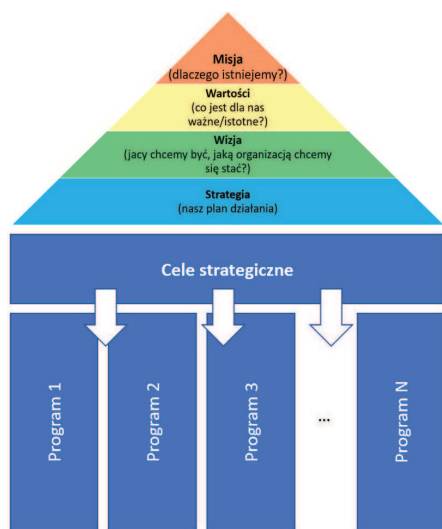 Misja
(dlaczego istniejemy?)
Wartości
(co jest dla nas
ważne/istotne?)
Wizja
(jacy chcemy być, jaką organizacją chcemy
się stać?)
Strategia
(nasz plan działania)
Cele strategiczne
Program 1
Program 2
Program 3
...
Program N